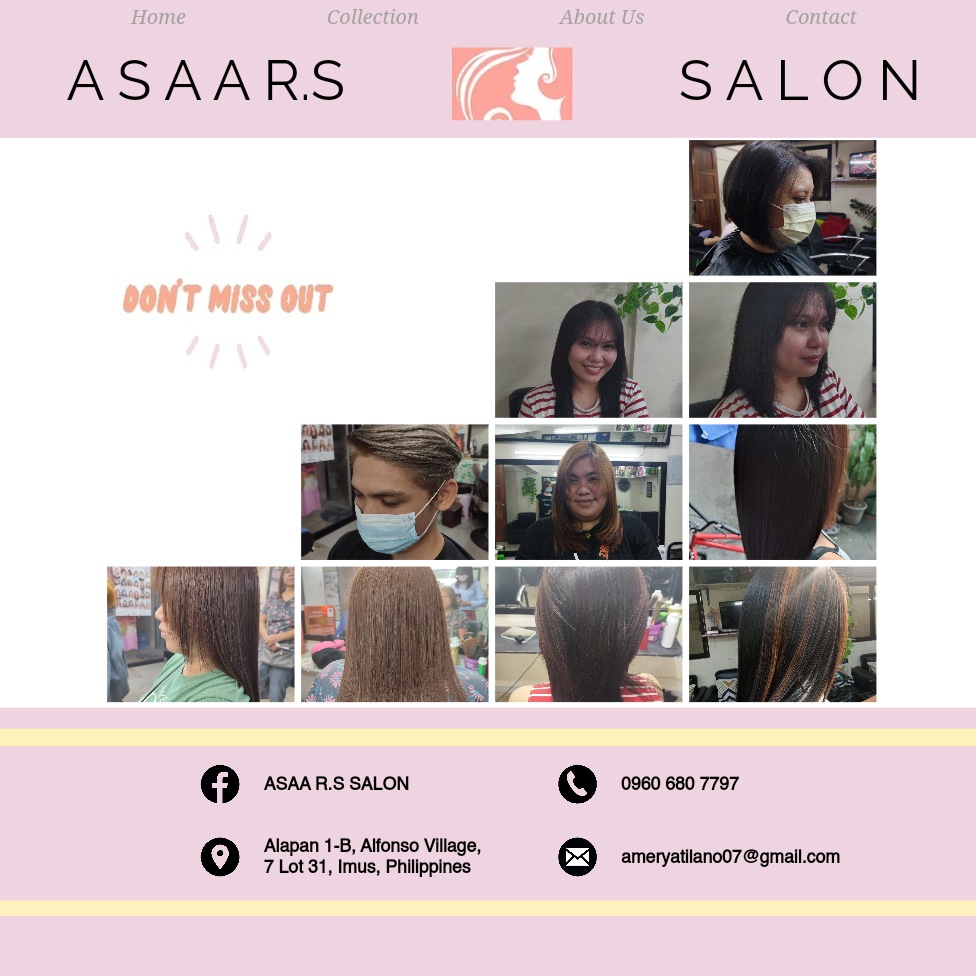 Home Collection About Us Contact
ASAAR.S SALON
DON'T MISS OUT
ASAA R.S SALON
0960 680 7797
Alapan 1-B, Alfonso Village,
7 Lot 31, Imus, Philippines
ameryatilano07@gmail.com